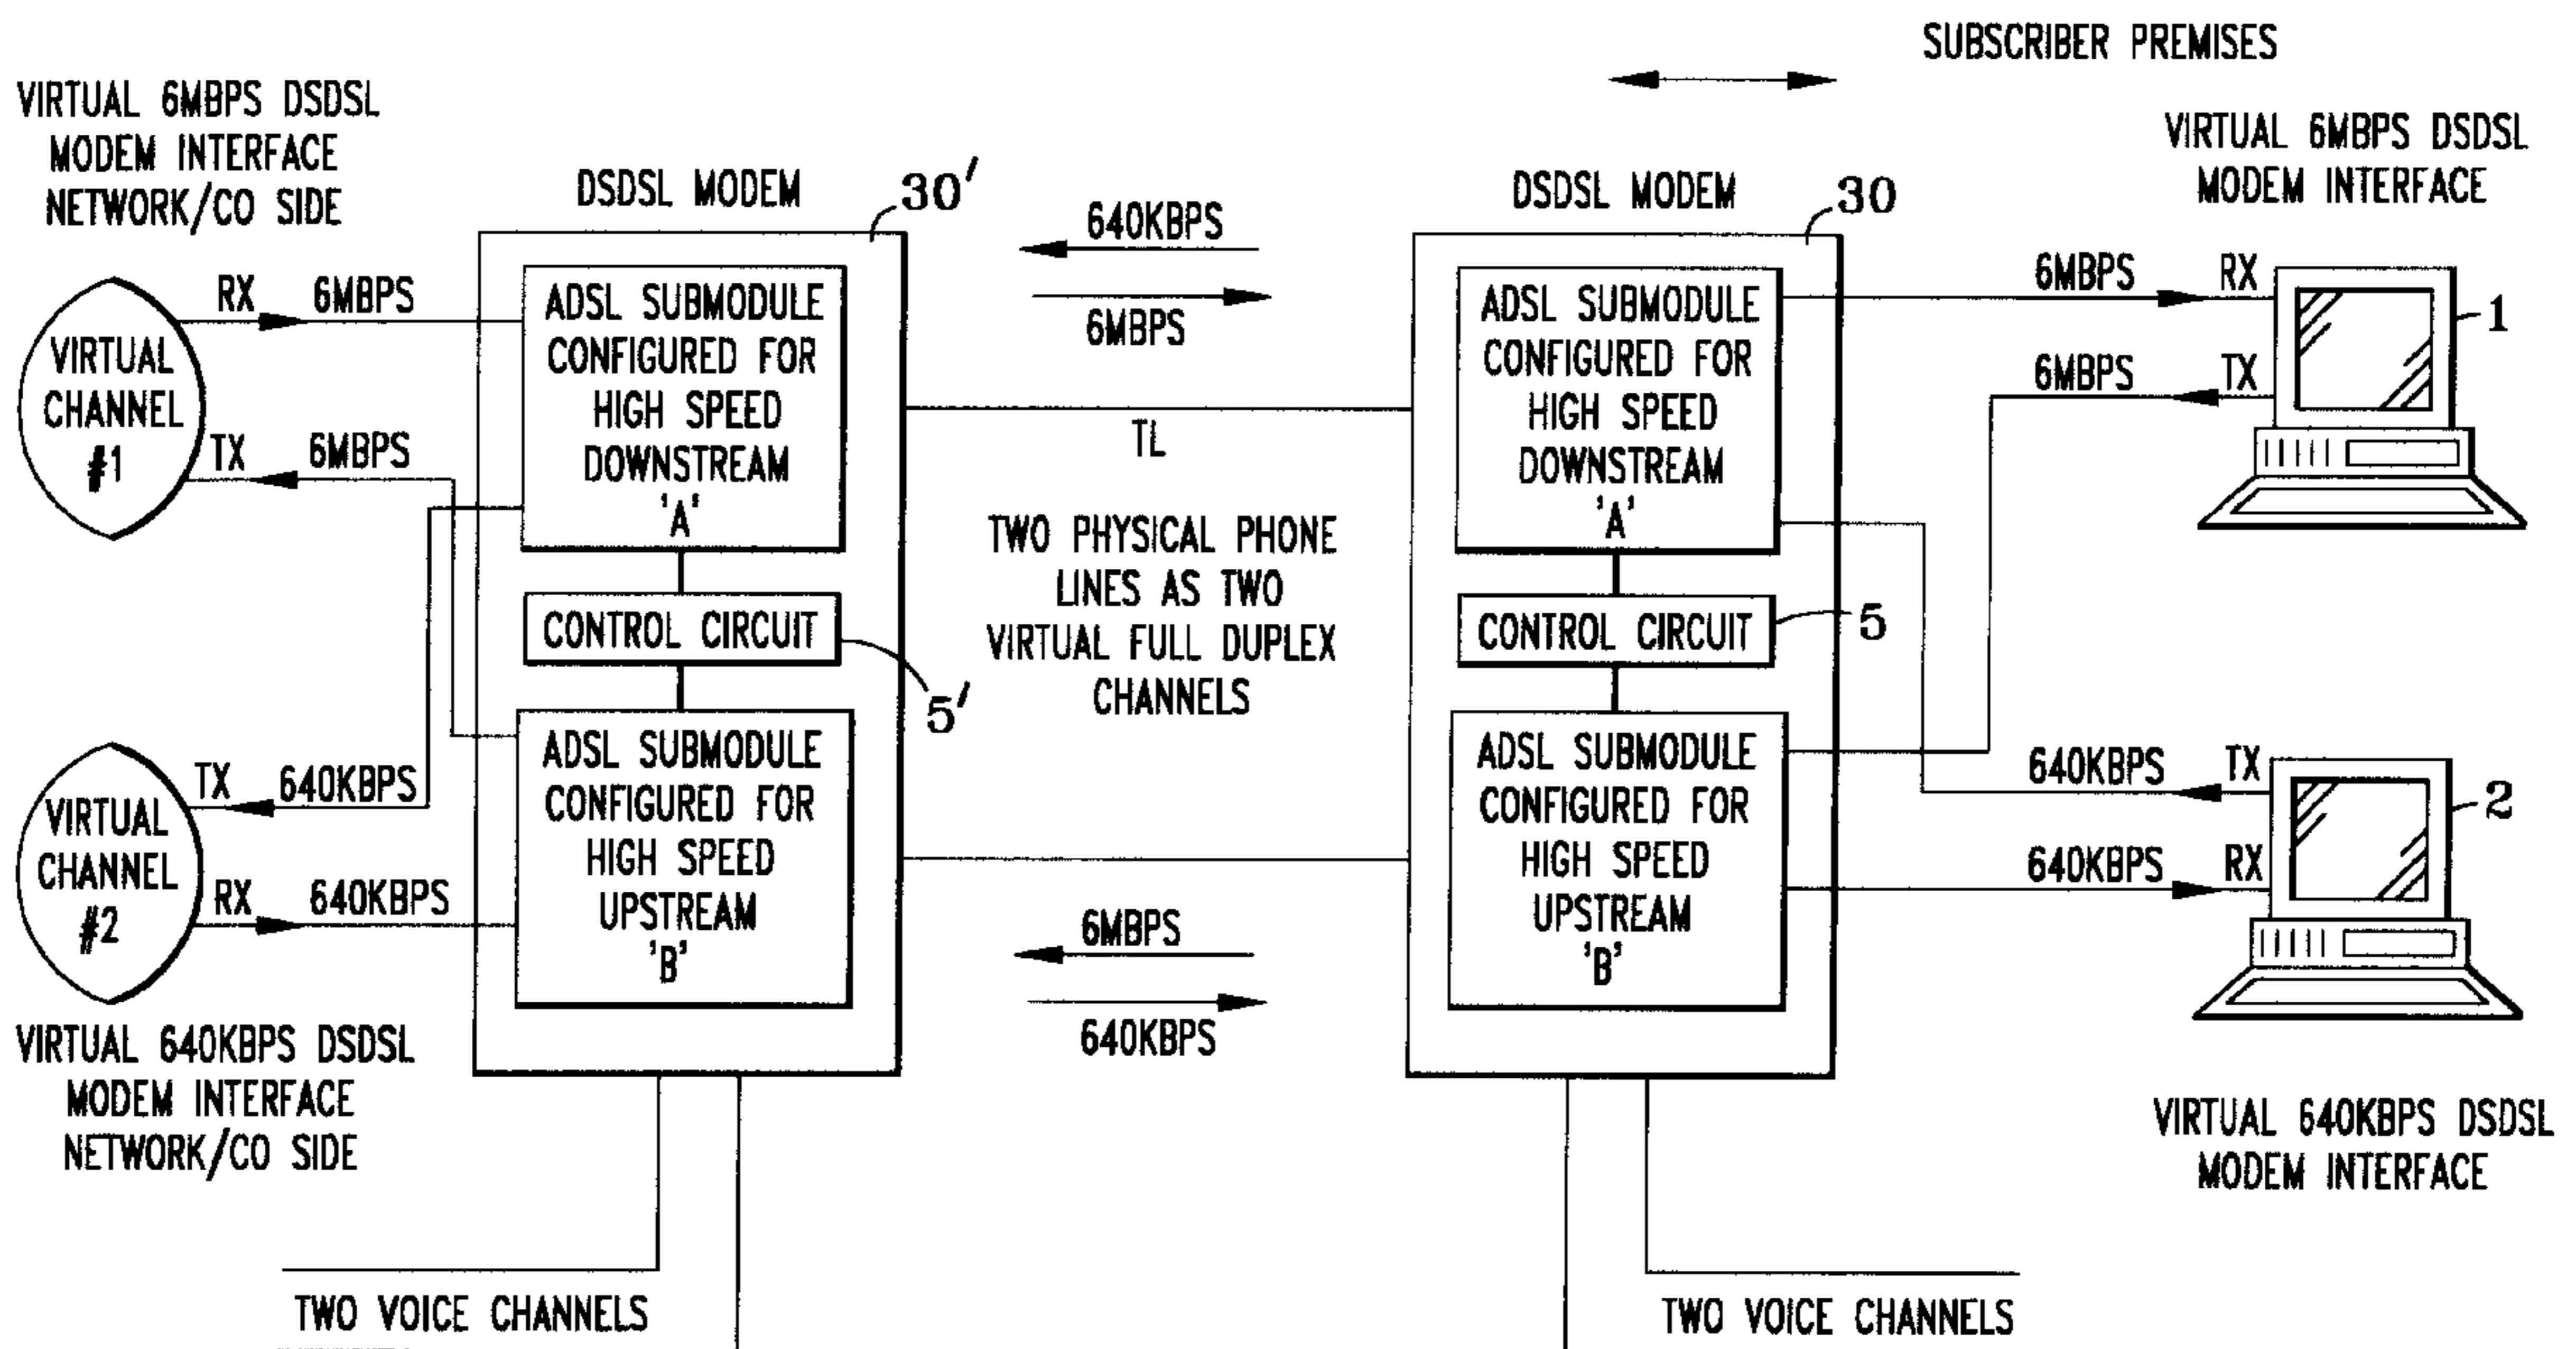 SUBSCRIBER PREMISES
VIRTUAL 6MBPS DSDSL
MODEM INTERFACE
NETWORK/CO SIDE
DSDSL MODEM
30'
640KBPS
6MBPS
DSDSL MODEM
30
VIRTUAL 6MBPS DSDSL
MODEM INTERFACE
RX
6MBPS
VIRTUAL
CHANNEL
#1
TX
6MBPS
ADSL SUBMODULE
CONFIGURED FOR
HIGH SPEED
DOWNSTREAM
'A'
CONTROL CIRCUIT
5'
TL
TWO PHYSICAL PHONE
LINES AS TWO
VIRTUAL FULL DUPLEX
CHANNELS
ADSL SUBMODULE
CONFIGURED FOR
HIGH SPEED
DOWNSTREAM
'A'
CONTROL CIRCUIT
5
6MBPS
RX
1
6MBPS
TX
TX
640KBPS
VIRTUAL
CHANNEL
#2
RX
640KBPS
ADSL SUBMODULE
CONFIGURED FOR
HIGH SPEED
UPSTREAM
'B'
6MBPS
640KBPS
ADSL SUBMODULE
CONFIGURED FOR
HIGH SPEED
UPSTREAM
'B'
640KBPS
TX
2
640KBPS
RX
VIRTUAL 640KBPS DSDSL
MODEM INTERFACE
NETWORK/CO SIDE
VIRTUAL 640KBPS DSDSL
MODEM INTERFACE
TWO VOICE CHANNELS
TWO VOICE CHANNELS